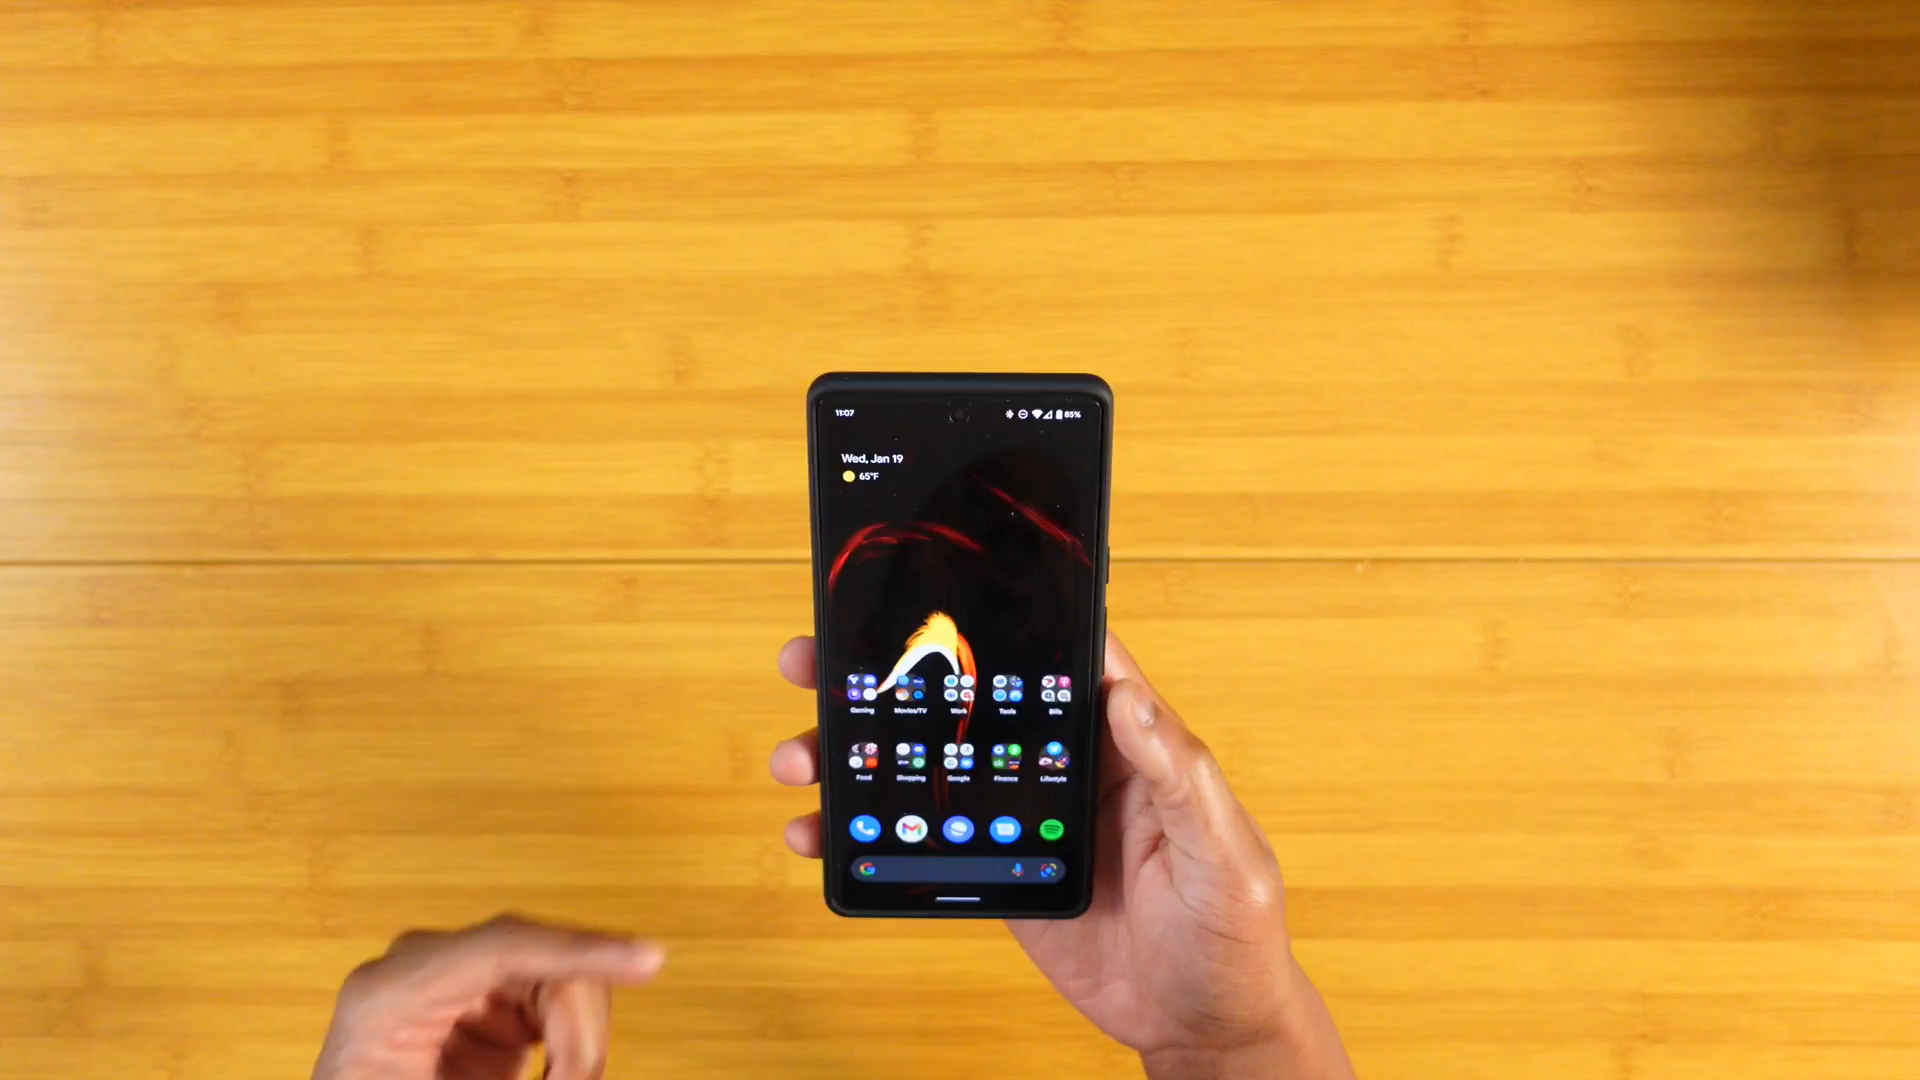 11:07 85%
Wed, Jan 19
65°F
Gaming Movies/TV Work Tools Bills
Food Shopping Google Finance Lifestyle